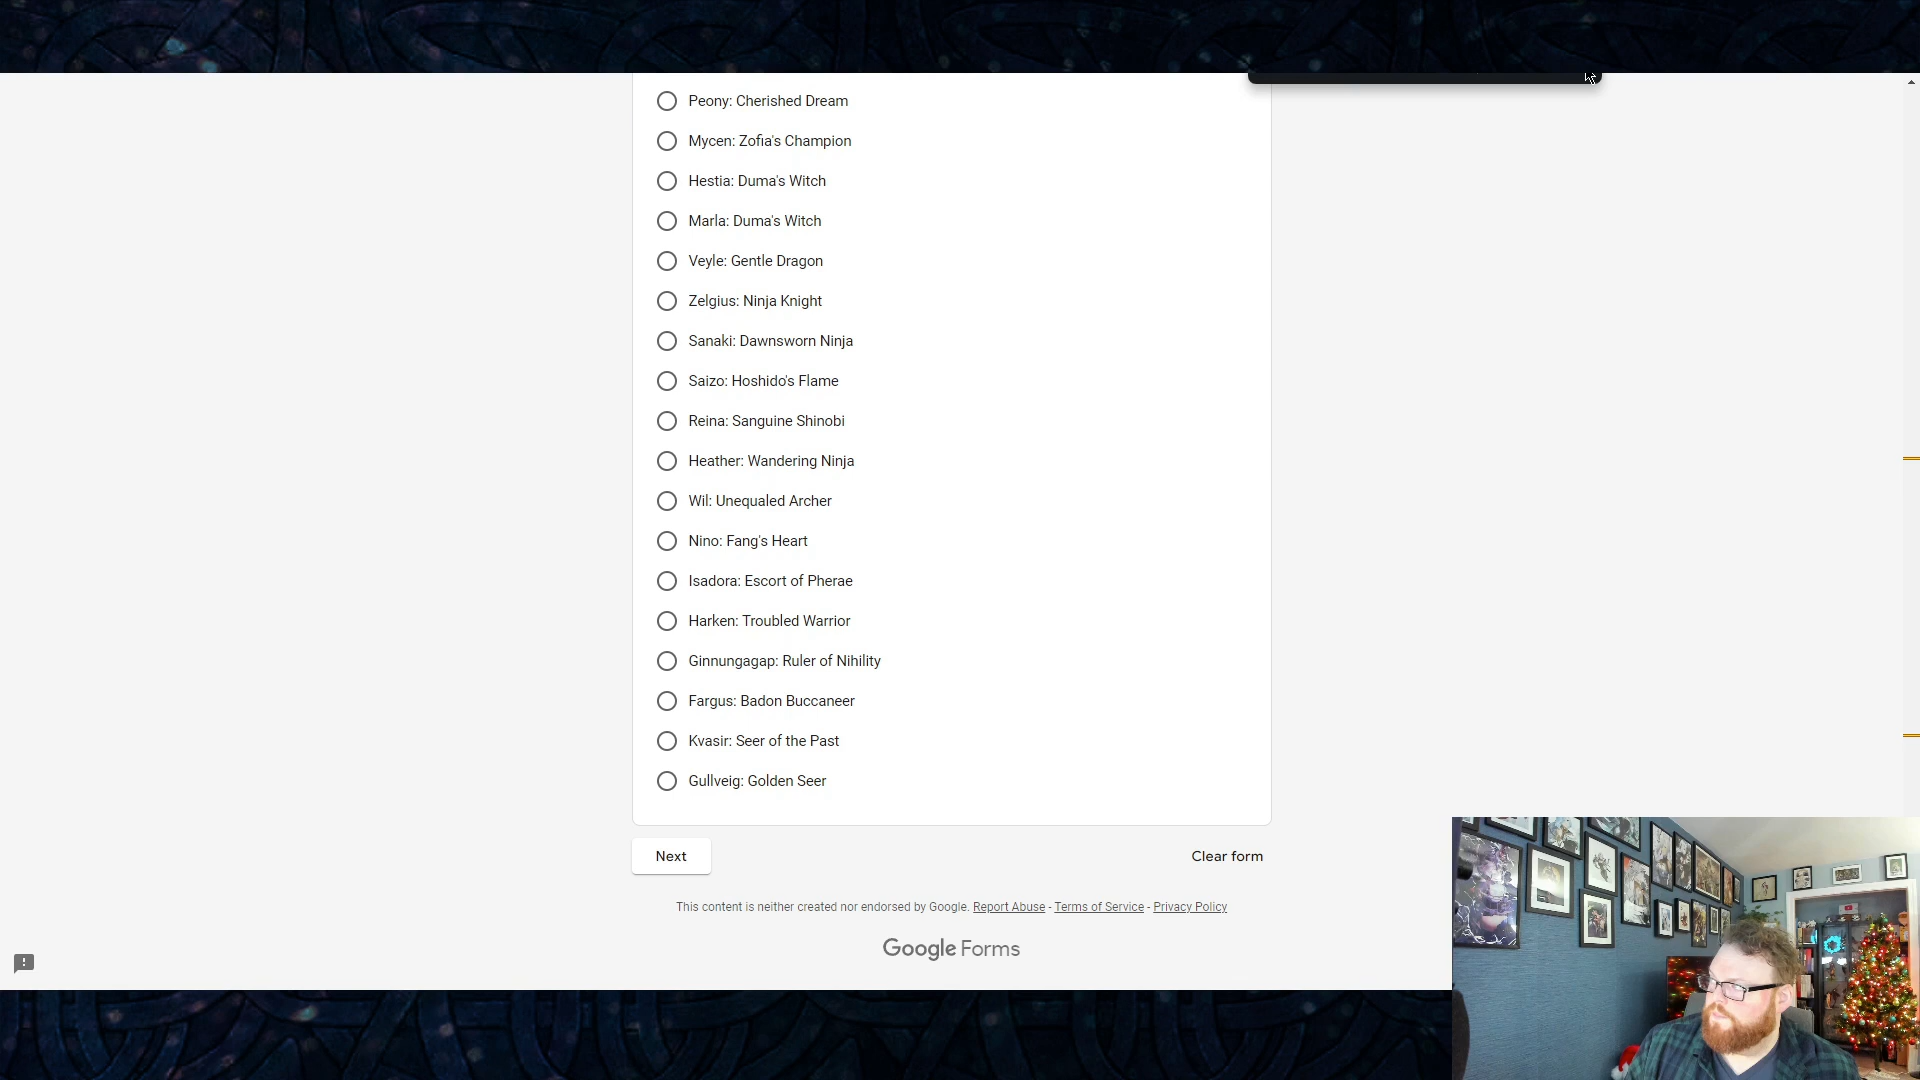 Peony: Cherished Dream
Mycen: Zofia's Champion
Hestia: Duma's Witch
Marla: Duma's Witch
Veyle: Gentle Dragon
Zelgius: Ninja Knight
Sanaki: Dawnsworn Ninja
Saizo: Hoshido's Flame
Reina: Sanguine Shinobi
Heather: Wandering Ninja
Wil: Unequaled Archer
Nino: Fang's Heart
Isadora: Escort of Pherae
Harken: Troubled Warrior
Ginnungagap: Ruler of Nihility
Fargus: Badon Buccaneer
Kvasir: Seer of the Past
Gullveig: Golden Seer
Next Clear form
This content is neither created nor endorsed by Google. Report Abuse - Terms of Service - Privacy Policy
Google Forms